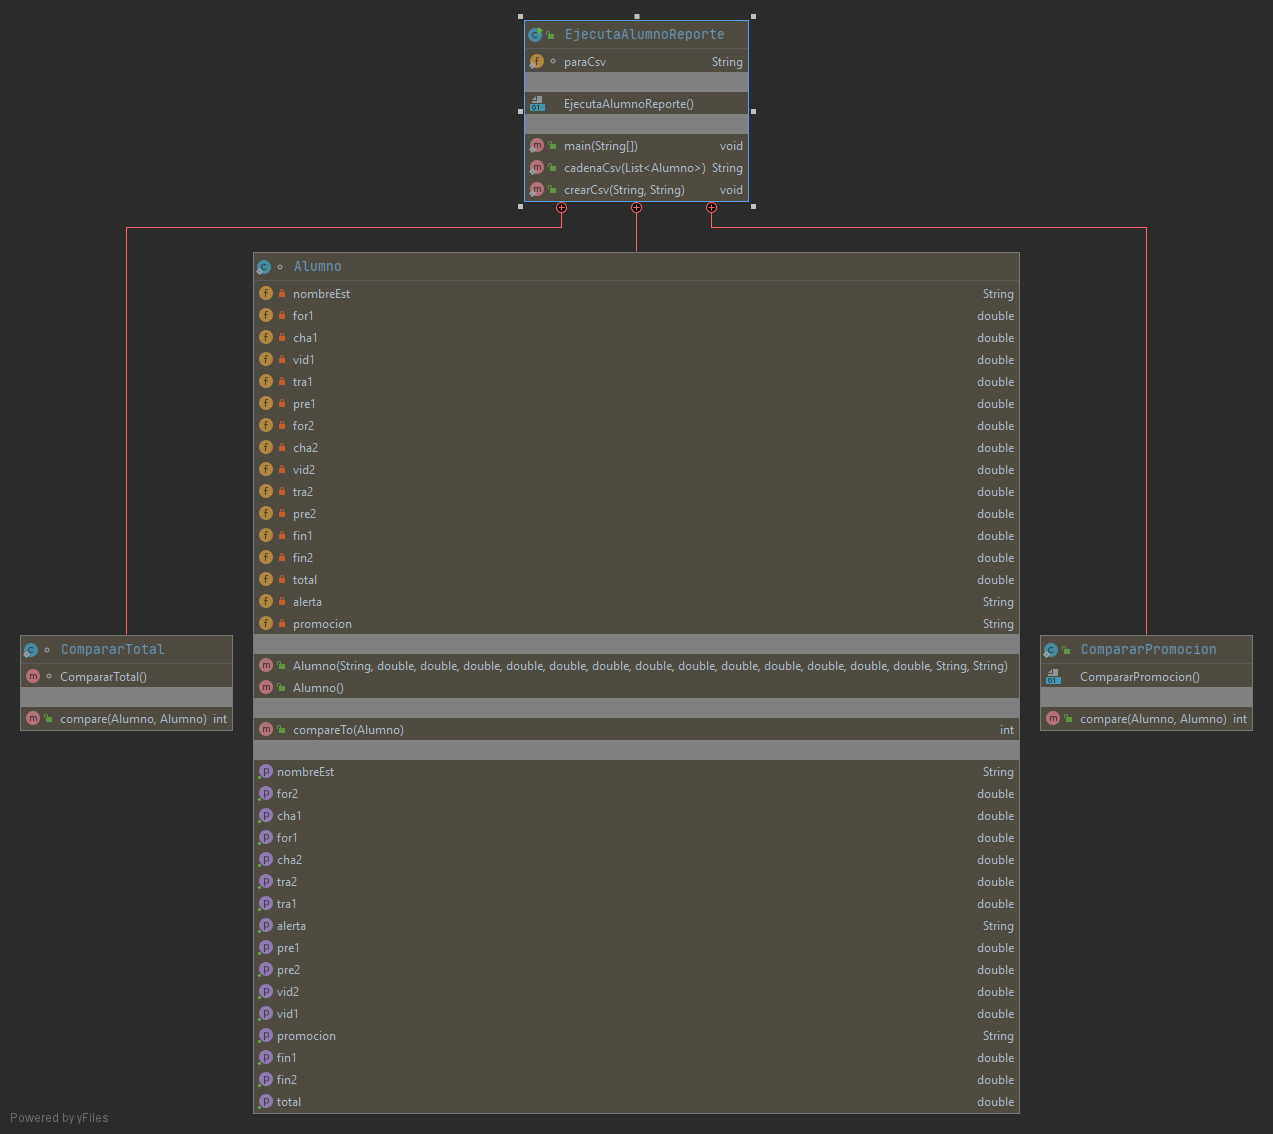 EjecutaAlumnoReporte
paraCsv String
EjecutaAlumnoReporte()
main(String[]) void
cadenaCsv(List<Alumno>) String
crearCsv(String, String) void
Alumno
nombreEst String
for1 double
cha1 double
vid1 double
tra1 double
pre1 double
for2 double
cha2 double
vid2 double
tra2 double
pre2 double
fin1 double
fin2 double
total double
alerta String
promocion String
Alumno(String, double, double, double, double, double, double, double, double, double, double, double, double, double, String, String)
Alumno()
compareTo(Alumno) int
nombreEst String
for2 double
cha1 double
for1 double
cha2 double
tra2 double
tra1 double
alerta String
pre1 double
pre2 double
vid2 double
vid1 double
promocion String
fin1 double
fin2 double
total double
CompararTotal
CompararTotal()
compare(Alumno, Alumno) int
CompararPromocion
CompararPromocion()
compare(Alumno, Alumno) int
Powered by yFiles